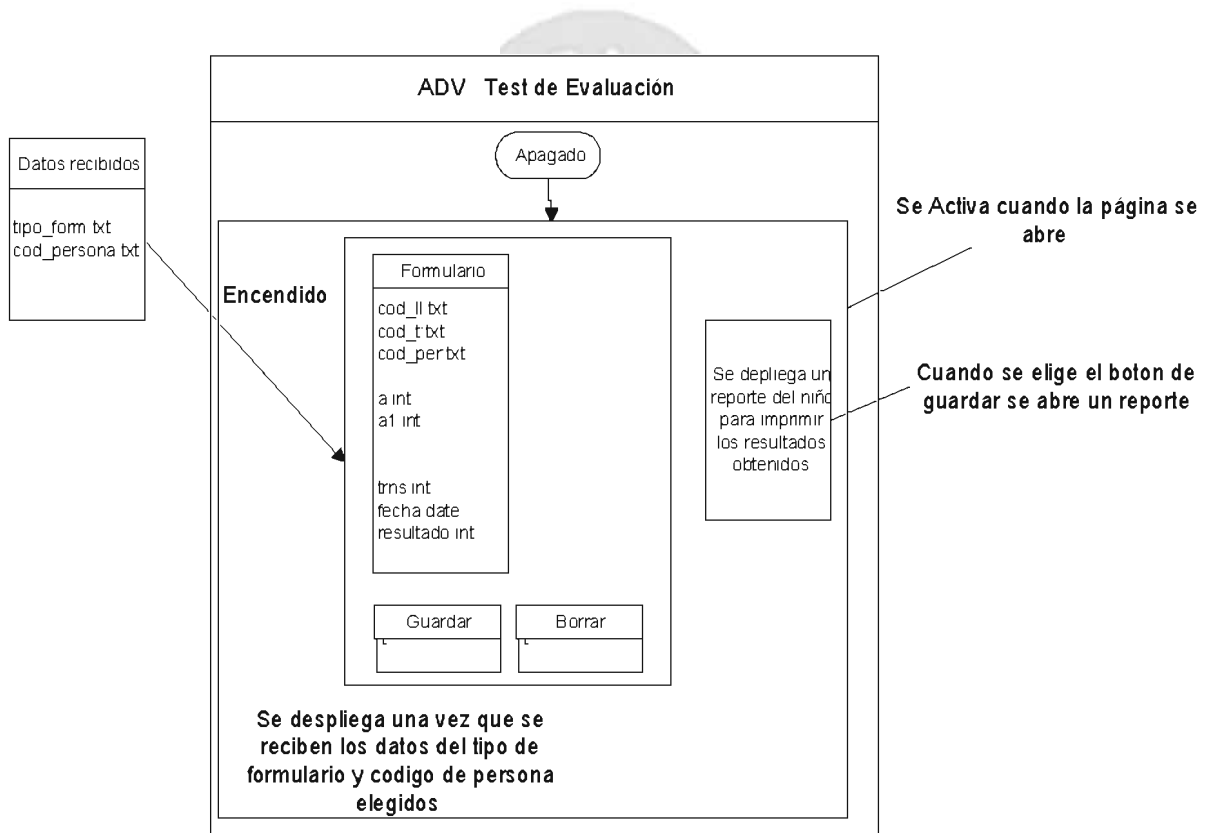 ADV Test de Evaluación
Apagado
Datos recibidos
tipo_form txt
cod_persona txt
Se Activa cuando la página se
abre
Encendido
Formulario
cod_ll txt
cod_t txt
cod_per txt
a int
a1 int
trns int
fecha date
resultado int
Guardar
Borrar
Se depliega un
reporte del niño
para imprimir
los resultados
obtenidos
Cuando se elige el boton de
guardar se abre un reporte
Se despliega una vez que se
reciben los datos del tipo de
formulario y codigo de persona
elegidos